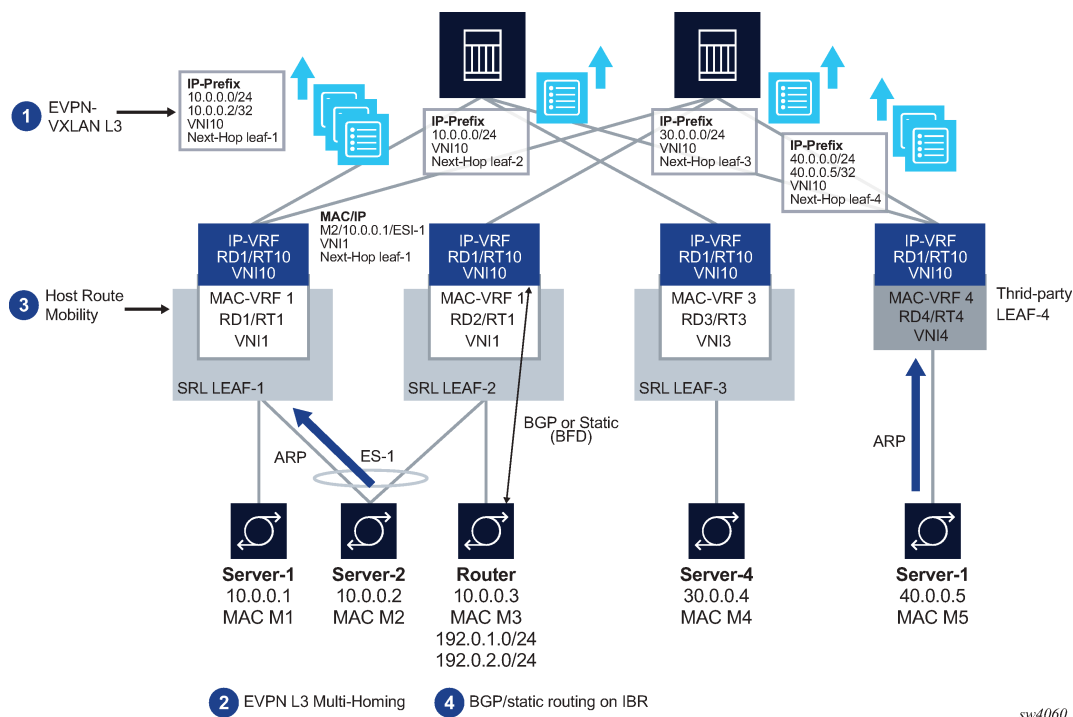 1
EVPN-
VXLAN L3
IP-Prefix
10.0.0.0/24
10.0.0.2/32
VNI10
Next-Hop leaf-1
IP-Prefix
10.0.0.0/24
VNI10
Next-Hop leaf-2
IP-Prefix
30.0.0.0/24
VNI10
Next-Hop leaf-3
IP-Prefix
40.0.0.0/24
40.0.0.5/32
VNI10
Next-Hop leaf-4
MAC/IP
M2/10.0.0.1/ESI-1
VNI1
Next-Hop leaf-1
IP-VRF
RD1/RT10
VNI10
IP-VRF
RD1/RT10
VNI10
IP-VRF
RD1/RT10
VNI10
IP-VRF
RD1/RT10
VNI10
3
Host Route
Mobility
MAC-VRF 1
RD1/RT1
VNI1
SRL LEAF-1
MAC-VRF 1
RD2/RT1
VNI1
SRL LEAF-2
MAC-VRF 3
RD3/RT3
VNI3
SRL LEAF-3
MAC-VRF 4
RD4/RT4
VNI4
Thrid-party
LEAF-4
ARP
ES-1
BGP or Static
(BFD)
ARP
Server-1
10.0.0.1
MAC M1
Server-2
10.0.0.2
MAC M2
Router
10.0.0.3
MAC M3
192.0.1.0/24
192.0.2.0/24
Server-4
30.0.0.4
MAC M4
Server-1
40.0.0.5
MAC M5
2
EVPN L3 Multi-Homing
4
BGP/static routing on IBR
sw4060